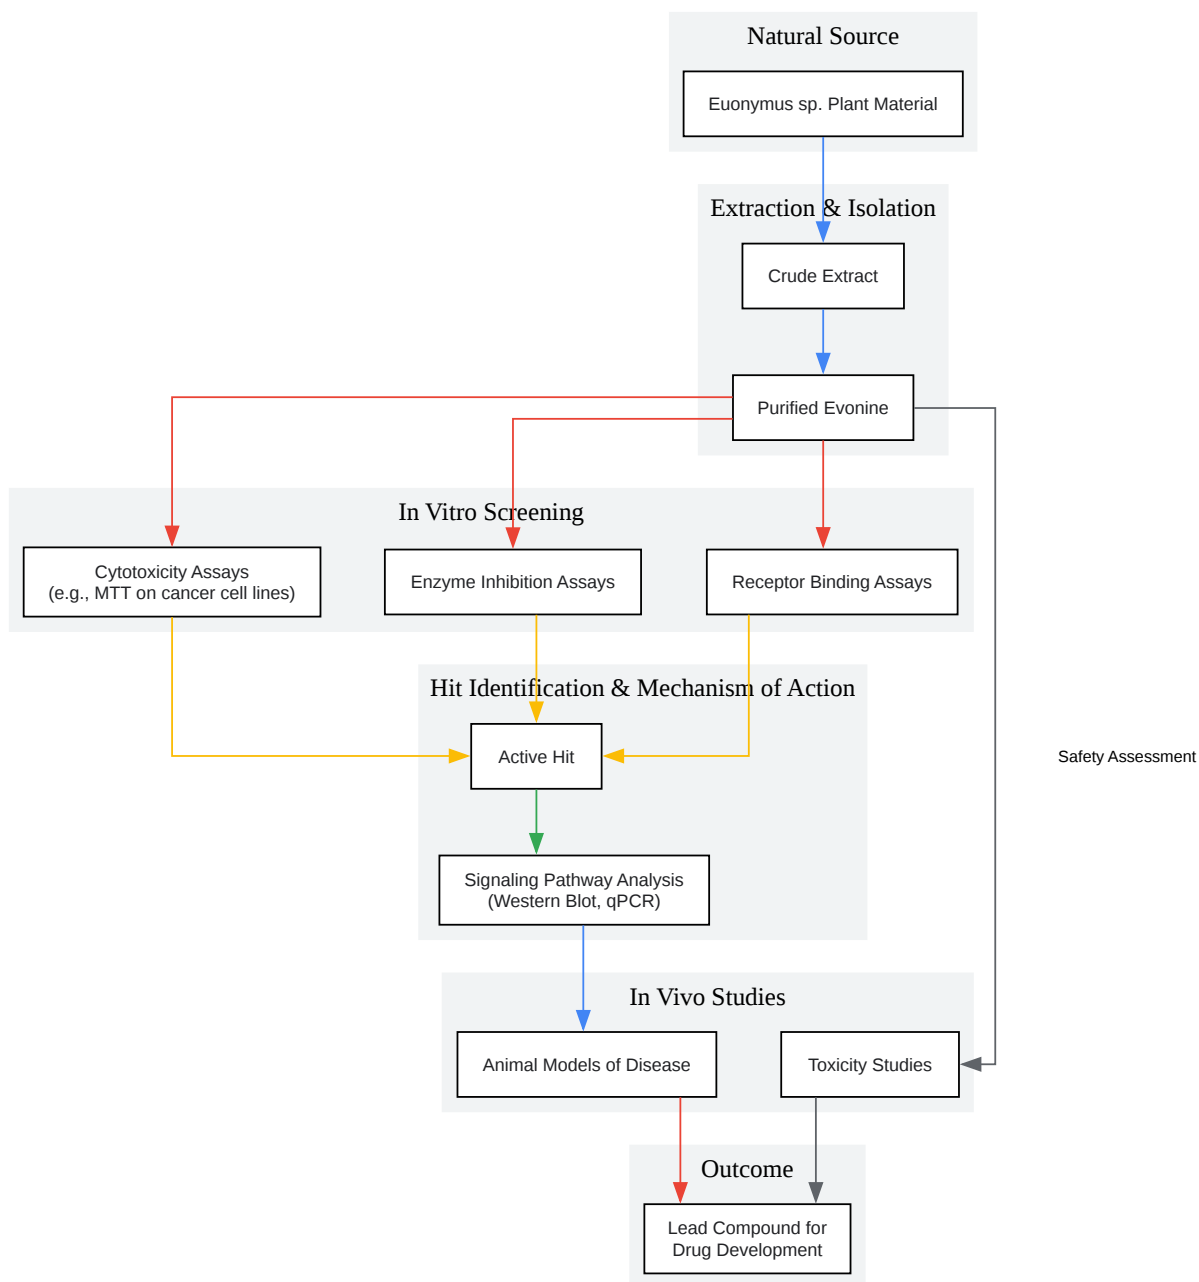 Natural Source
Euonymus sp. Plant Material
Extraction & Isolation
Crude Extract
Purified Evonine
In Vitro Screening
Cytotoxicity Assays
(e.g., MTT on cancer cell lines)
Enzyme Inhibition Assays
Receptor Binding Assays
Hit Identification & Mechanism of Action
Active Hit
Safety Assessment
Signaling Pathway Analysis
(Western Blot, qPCR)
In Vivo Studies
Animal Models of Disease
Toxicity Studies
Outcome
Lead Compound for
Drug Development